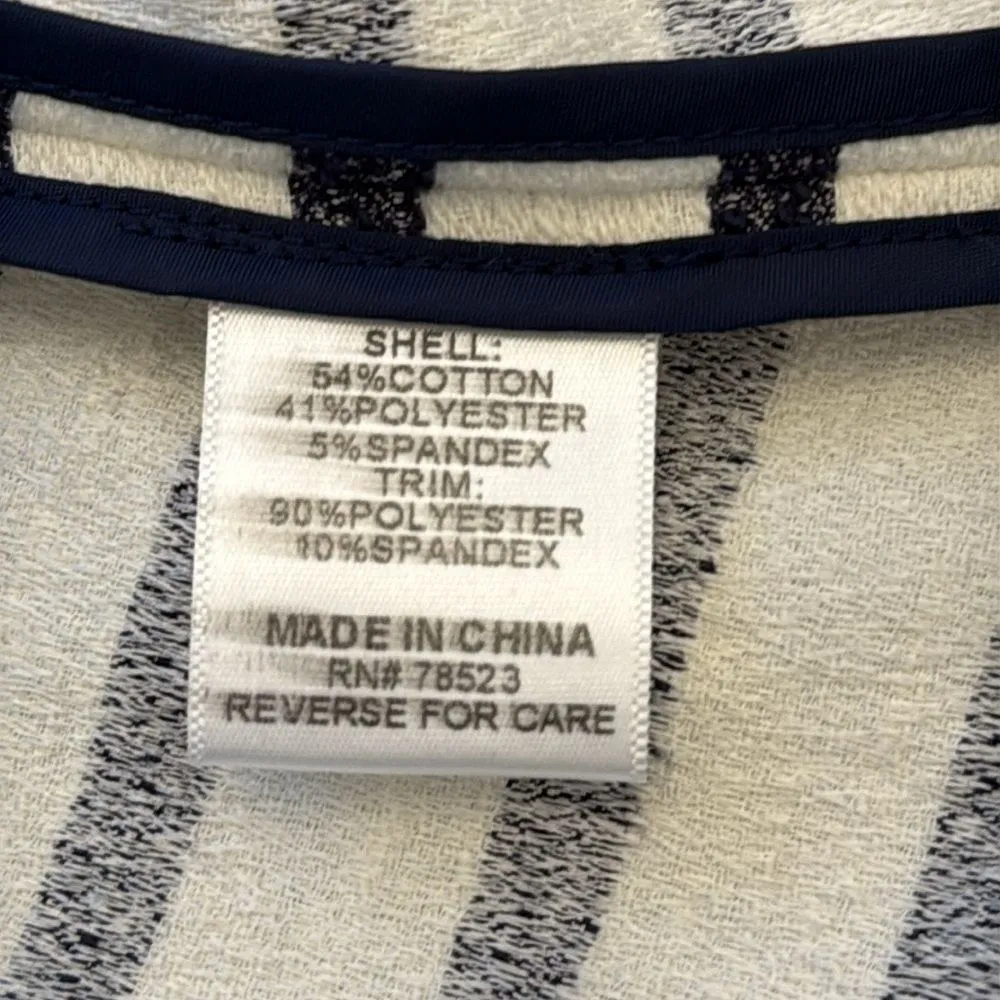 SHELL:
54%COTTON
41%POLYESTER
5%SPANDEX
TRIM:
90%POLYESTER
10%SPANDEX
MADE IN CHINA
RN# 78523
REVERSE FOR CARE